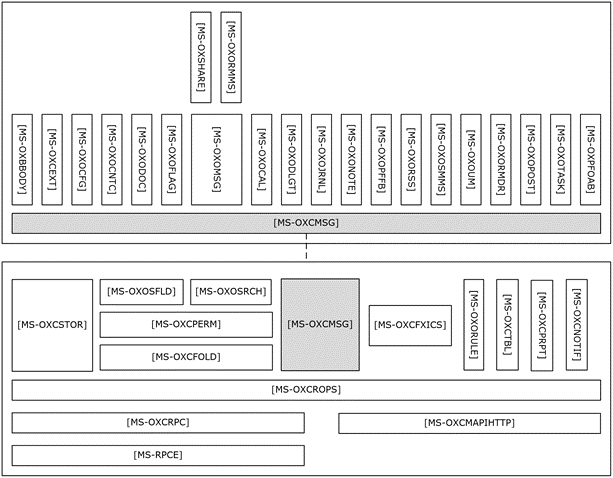 [MS-OXSHARE]
[MS-OXORMMS]
[MS-OXBBODY]
[MS-OXCEXT]
[MS-OXOCFG]
[MS-OXOCNTC]
[MS-OXODOC]
[MS-OXOFLAG]
[MS-OXOMSG]
[MS-OXOCAL]
[MS-OXODLGT]
[MS-OXOJRNL]
[MS-OXONOTE]
[MS-OXOPFFB]
[MS-OXORSS]
[MS-OXOSMMS]
[MS-OXOUM]
[MS-OXORMDR]
[MS-OXOPOST]
[MS-OXOTASK]
[MS-OXPFOAB]
[MS-OXCMSG]
[MS-OXCSTOR]
[MS-OXOSFLD]
[MS-OXOSRCH]
[MS-OXCPERM]
[MS-OXCFOLD]
[MS-OXCMSG]
[MS-OXCFXICS]
[MS-OXORULE]
[MS-OXCTBL]
[MS-OXCPRPT]
[MS-OXCNOTIF]
[MS-OXCROPS]
[MS-OXCRPC]
[MS-OXCMAPIHTTP]
[MS-RPCE]